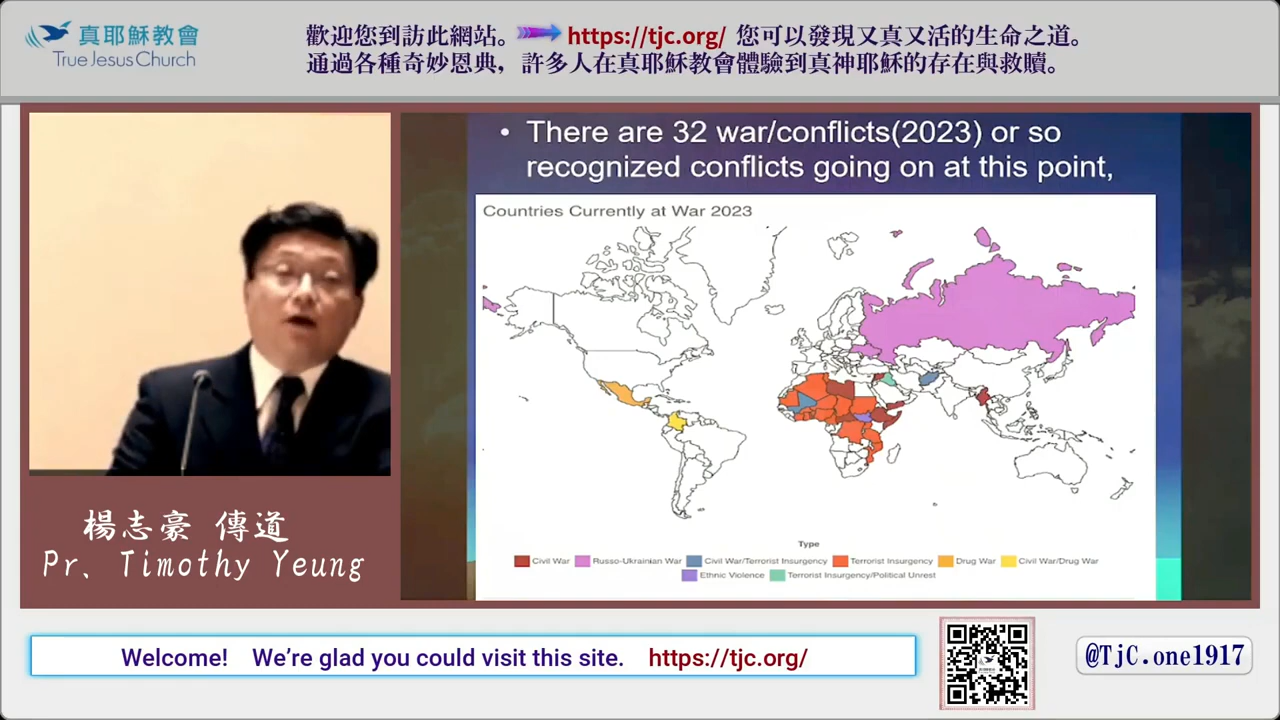 真耶穌教會
True Jesus Church
歡迎您到訪此網站。 https://tjc.org/ 您可以發現又真又活的生命之道。
通過各種奇妙恩典，許多人在真耶穌教會體驗到真神耶穌的存在與救贖。
• There are 32 war/conflicts(2023) or so
recognized conflicts going on at this point,
Countries Currently at War 2023
Type
Civil War Russo-Ukrainian War Civil War/Terrorist Insurgency Terrorist Insurgency Drug War Civil War/Drug War
Ethnic Violence Terrorist Insurgency/Political Unrest
楊志豪 傳道
Pr. Timothy Yeung
Welcome! We're glad you could visit this site. https://tjc.org/
@TjC.one1917